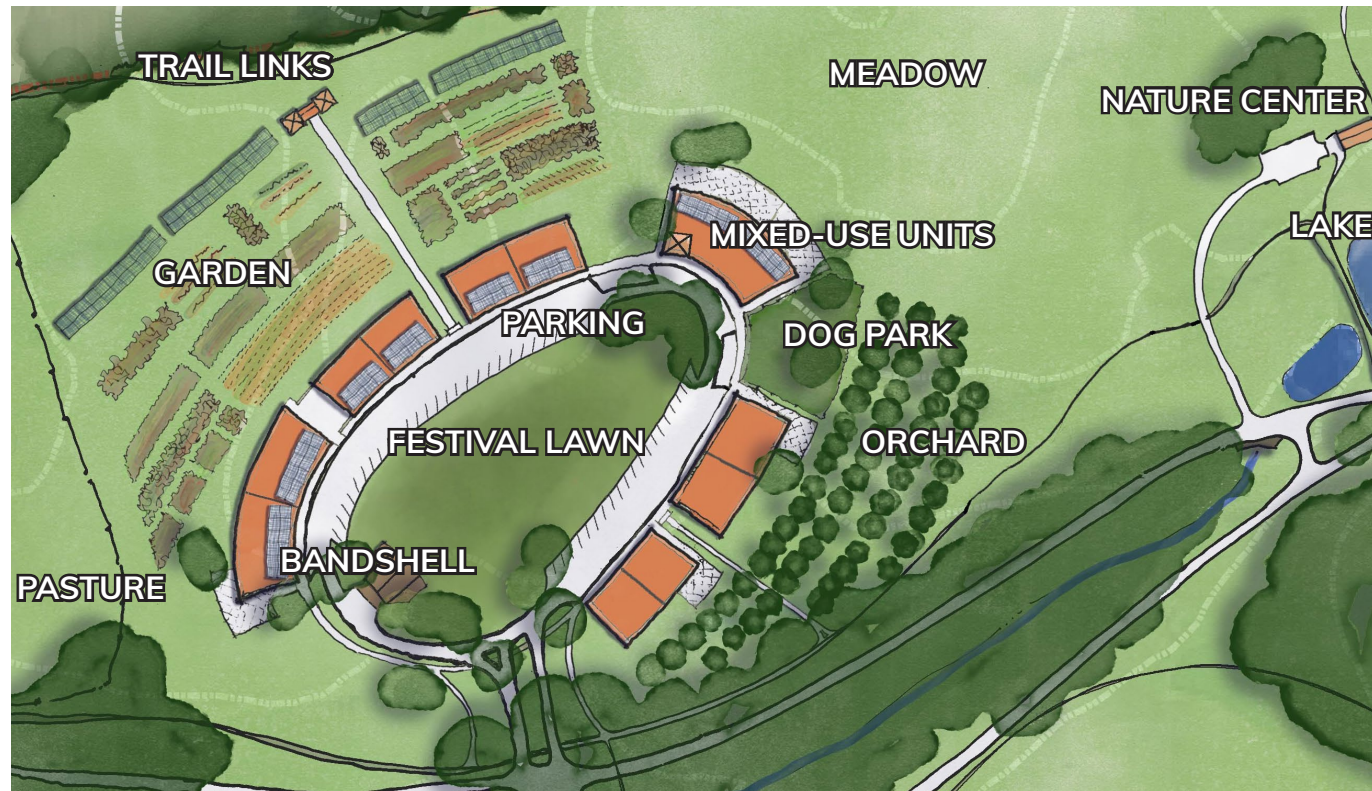 TRAIL LINKS
MEADOW
NATURE CENTER
LAKE
MIXED-USE UNITS
GARDEN
PARKING
DOG PARK
FESTIVAL LAWN
ORCHARD
BANDSHELL
PASTURE